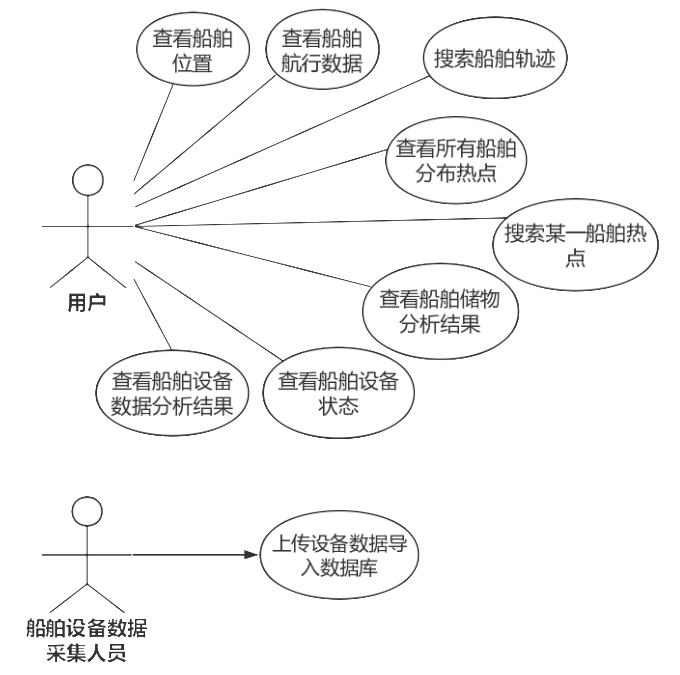 查看船舶
位置
查看船舶
航行数据
搜索船舶轨迹
查看所有船舶
分布热点
搜索某一船舶热
点
查看船舶储物
分析结果
用户
查看船舶设备
数据分析结果
查看船舶设备
状态
上传设备数据导
入数据库
船舶设备数据
采集人员